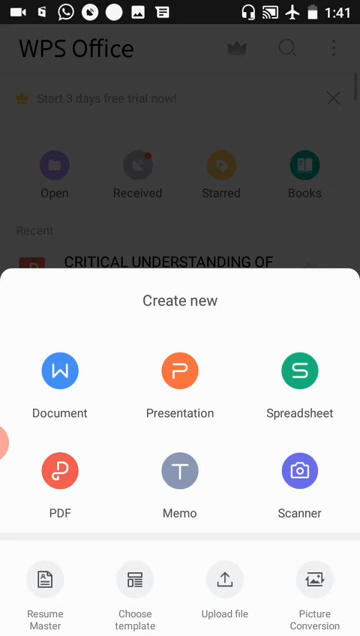 1:41
WPS Office
Start 3 days free trial now!
Open Received Starred Books
Recent
CRITICAL UNDERSTANDING OF
Create new
Document Presentation Spreadsheet
PDF Memo Scanner
Resume Master
Choose template
Upload file
Picture Conversion